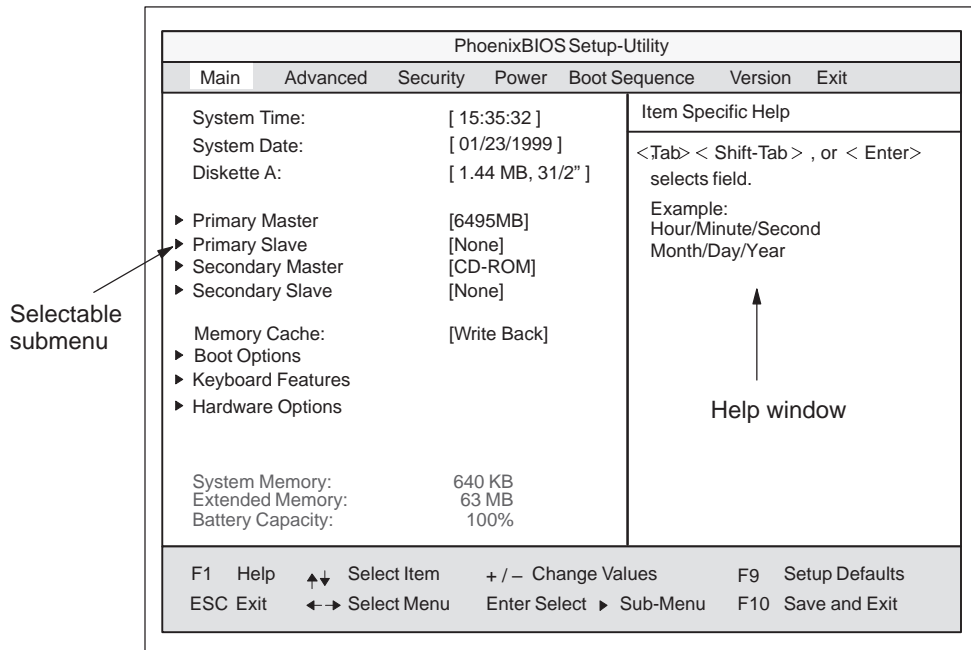 PhoenixBIOS Setup-Utility
Main Advanced Security Power Boot Sequence Version Exit
System Time: [ 15:35:32 ]
System Date: [ 01/23/1999 ]
Diskette A: [ 1.44 MB, 31/2” ]
▶ Primary Master [6495MB]
▶ Primary Slave [None]
▶ Secondary Master [CD-ROM]
▶ Secondary Slave [None]
Memory Cache: [Write Back]
▶ Boot Options
▶ Keyboard Features
▶ Hardware Options
System Memory: 640 KB
Extended Memory: 63 MB
Battery Capacity: 100%
Item Specific Help
<Tab> < Shift-Tab > , or < Enter>
selects field.
Example:
Hour/Minute/Second
Month/Day/Year
Help window
Selectable
submenu
F1 Help Select Item + / – Change Values F9 Setup Defaults
ESC Exit Select Menu Enter Select ▶ Sub-Menu F10 Save and Exit